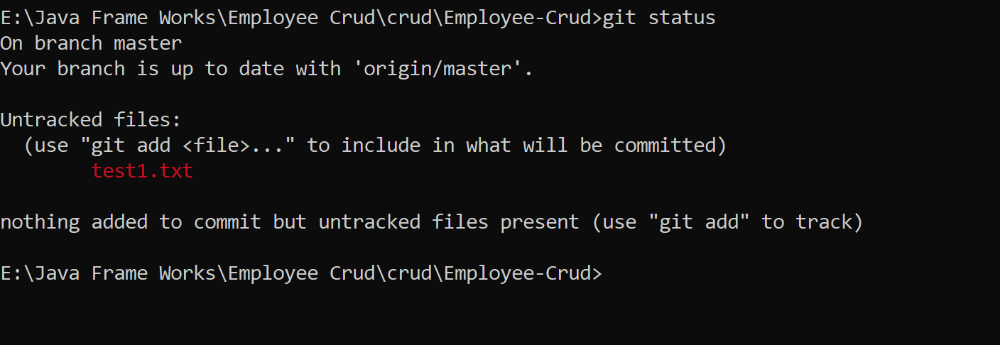 E:\Java Frame Works\Employee Crud\crud\Employee-Crud>git status
On branch master
Your branch is up to date with 'origin/master'.
Untracked files:
(use "git add <file>..." to include in what will be committed)
test1.txt
nothing added to commit but untracked files present (use "git add" to track)
E:\Java Frame Works\Employee Crud\crud\Employee-Crud>